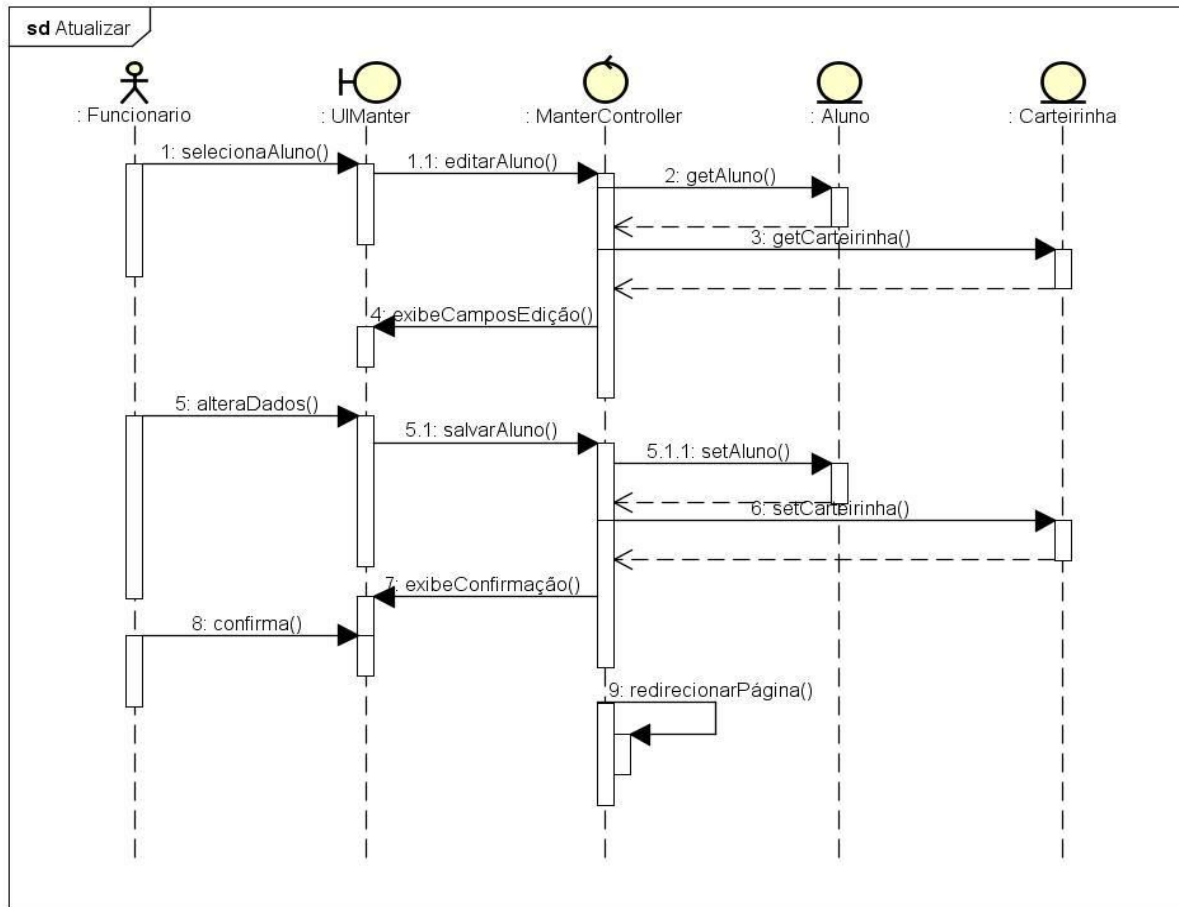 sd Atualizar
: Funcionario
: UIManter
: ManterController
: Aluno
: Carteirinha
1: selecionaAluno()
1.1: editarAluno()
2: getAluno()
3: getCarteirinha()
4: exibeCamposEdição()
5: alteraDados()
5.1: salvarAluno()
5.1.1: setAluno()
6: setCarteirinha()
7: exibeConfirmação()
8: confirma()
9: redirecionarPágina()